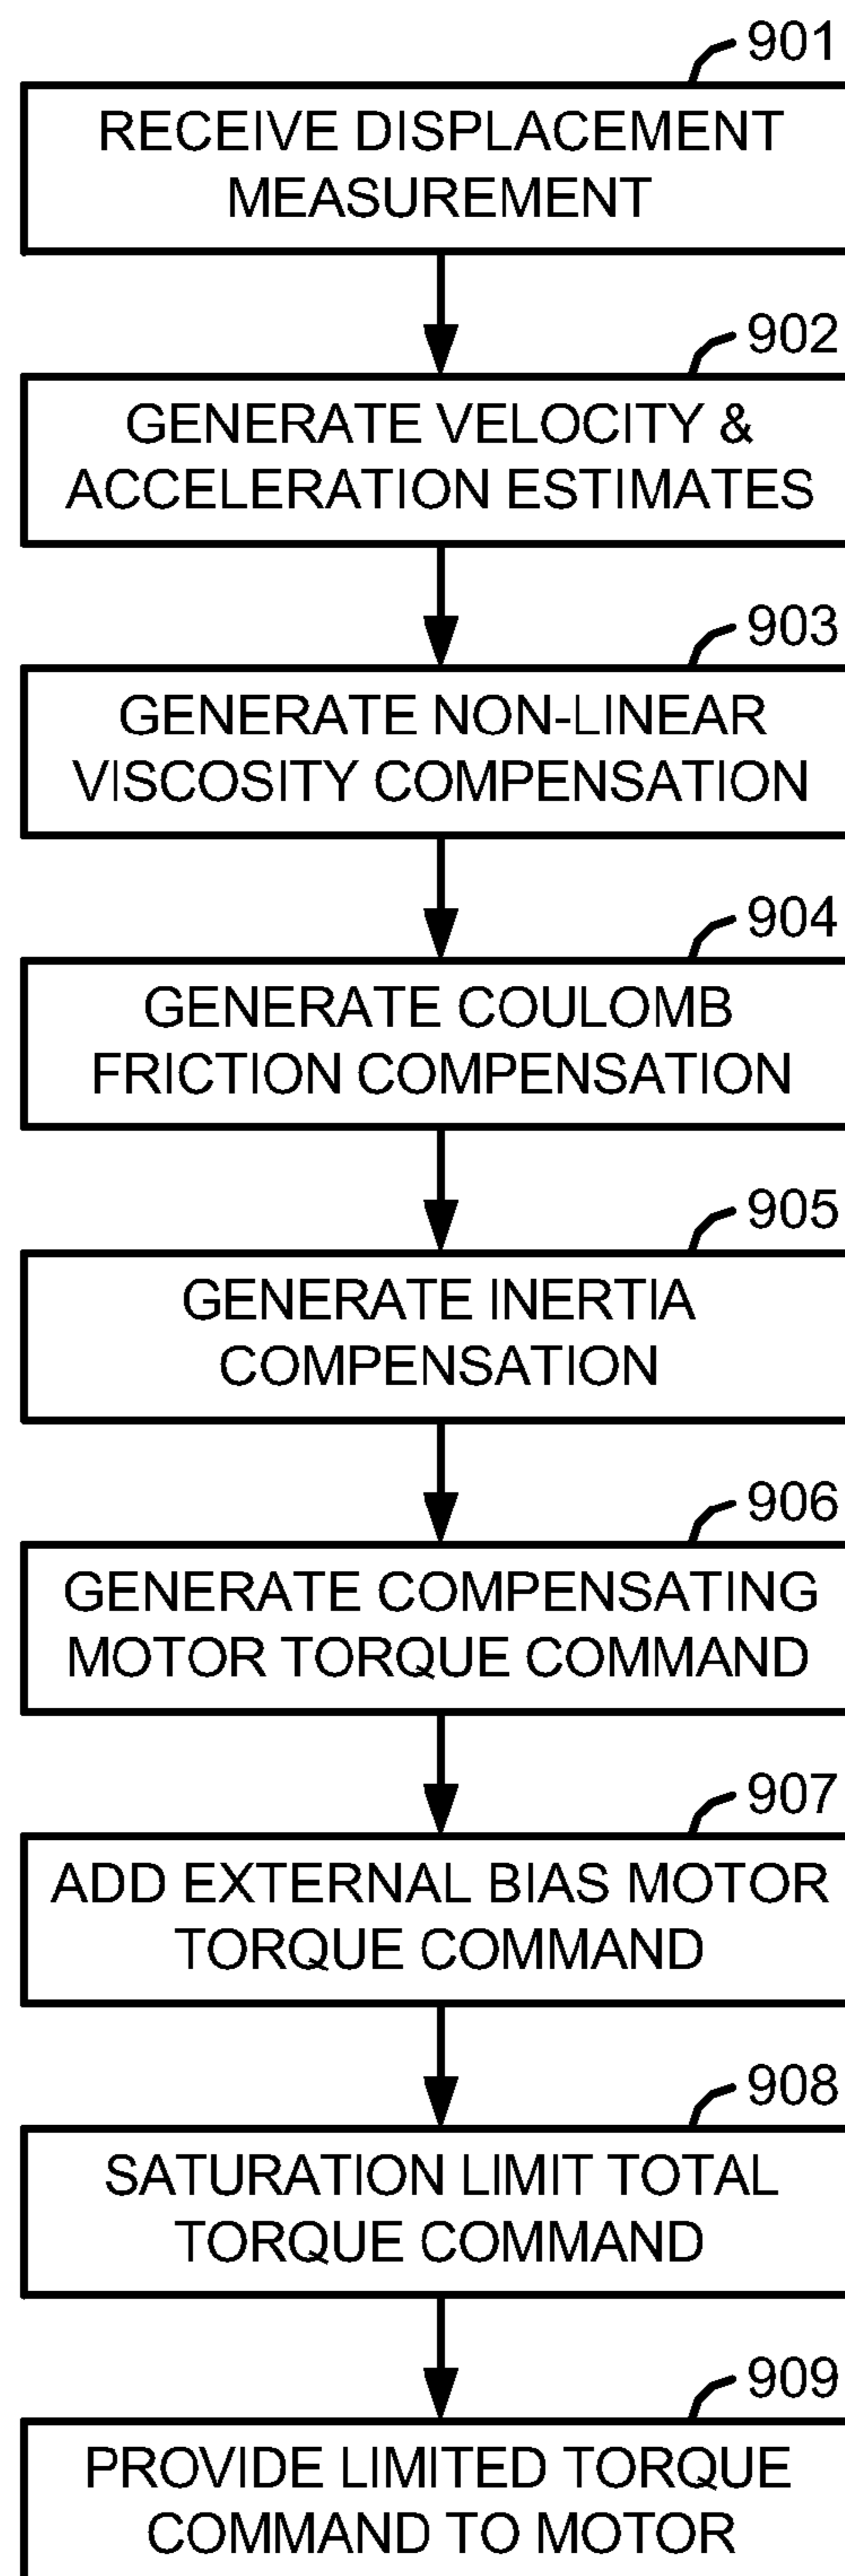 901
RECEIVE DISPLACEMENT
MEASUREMENT
902
GENERATE VELOCITY &
ACCELERATION ESTIMATES
903
GENERATE NON-LINEAR
VISCOSITY COMPENSATION
904
GENERATE COULOMB
FRICTION COMPENSATION
905
GENERATE INERTIA
COMPENSATION
906
GENERATE COMPENSATING
MOTOR TORQUE COMMAND
907
ADD EXTERNAL BIAS MOTOR
TORQUE COMMAND
908
SATURATION LIMIT TOTAL
TORQUE COMMAND
909
PROVIDE LIMITED TORQUE
COMMAND TO MOTOR